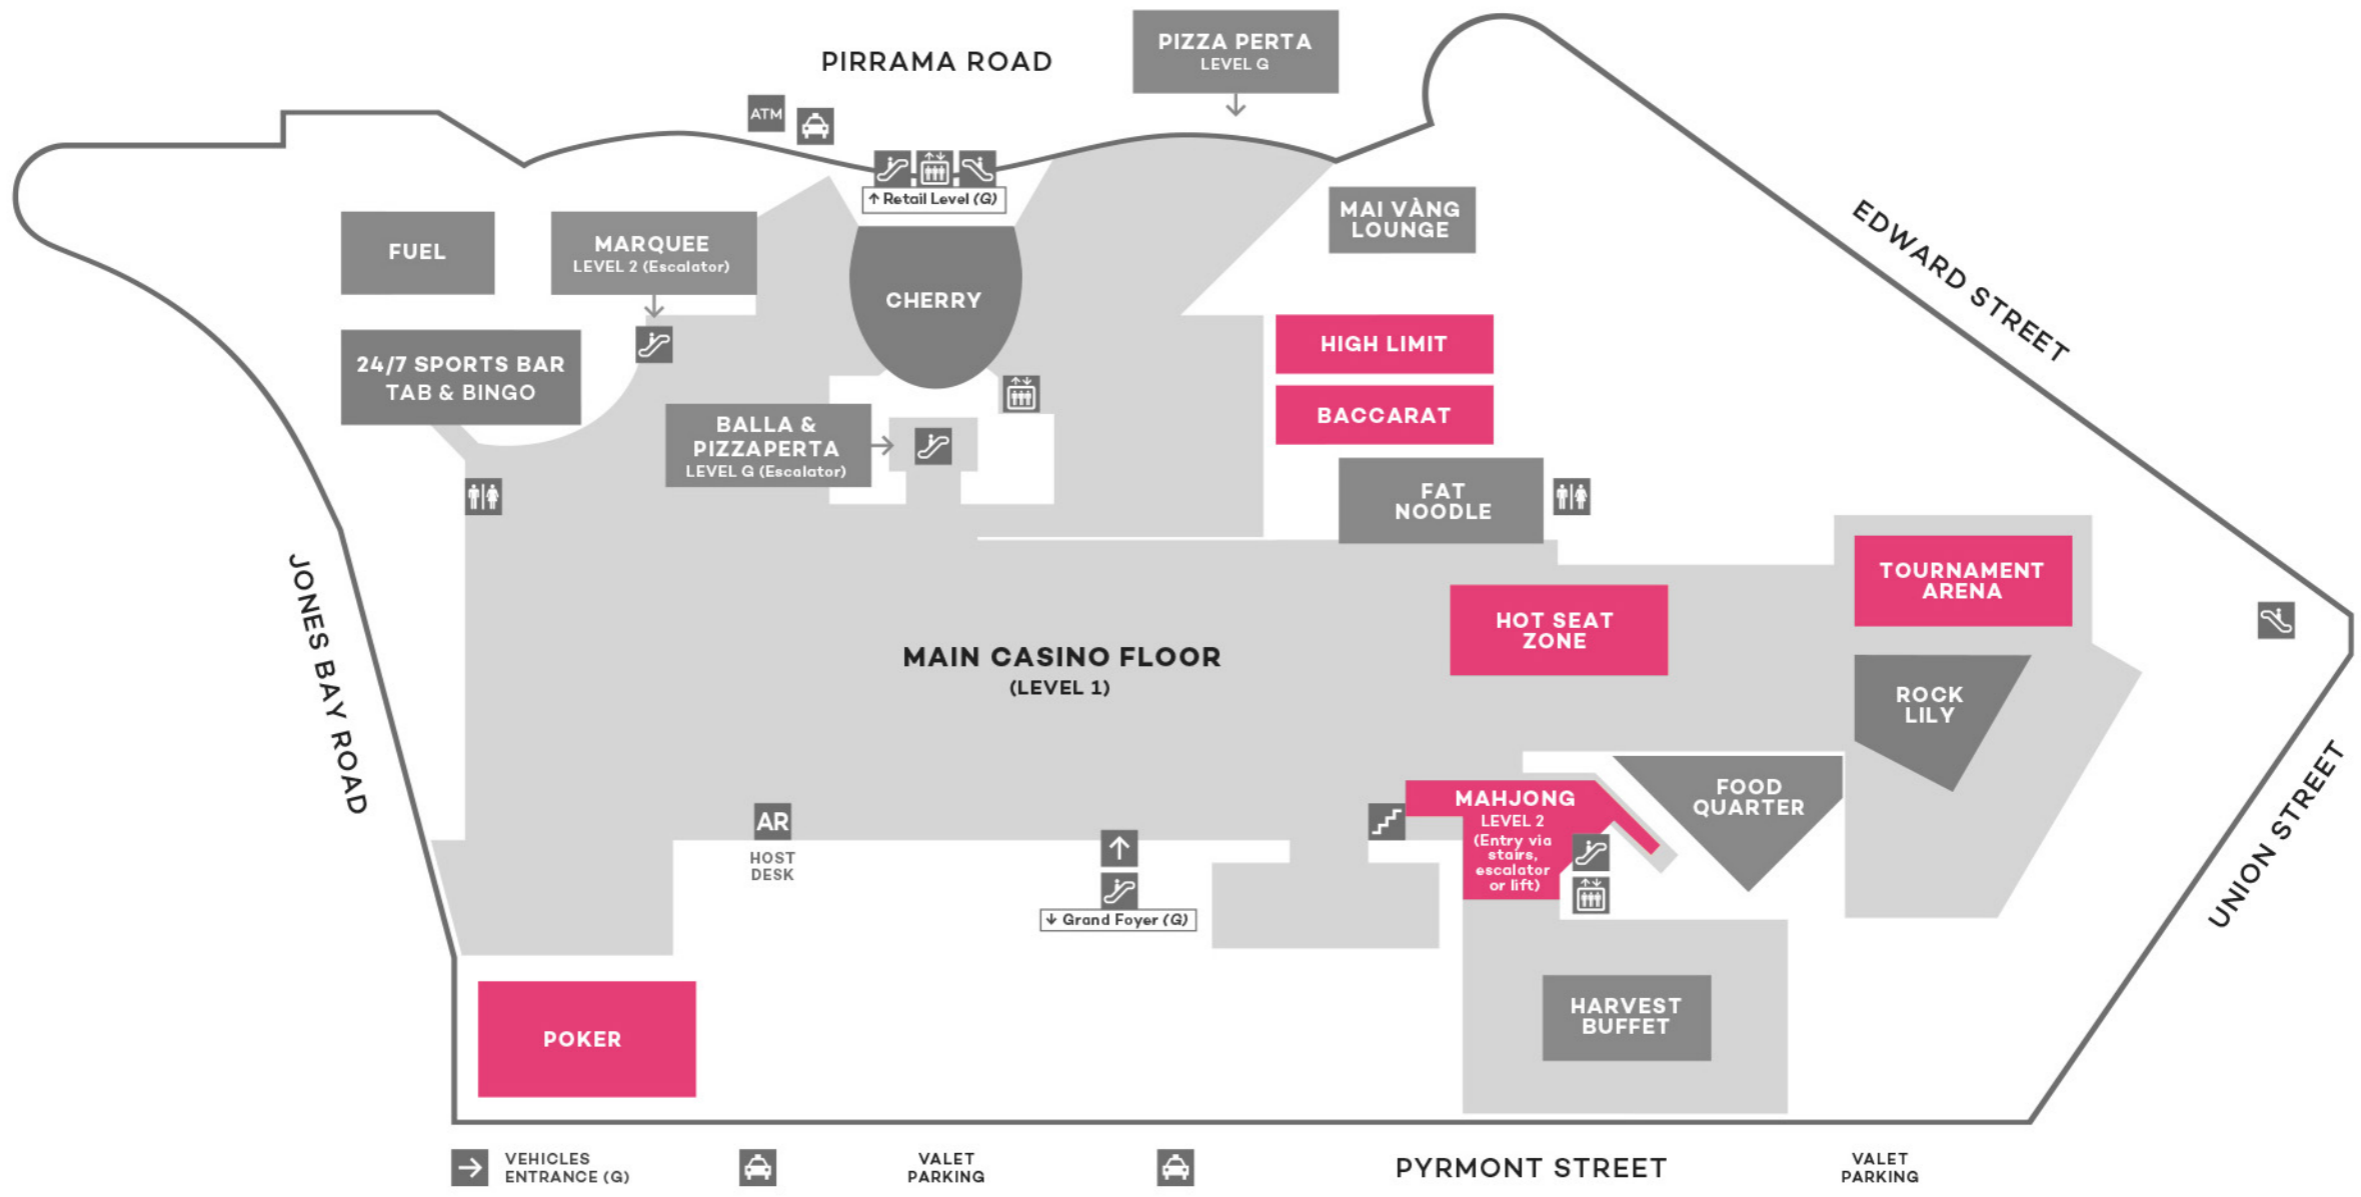 PIRRAMA ROAD
PIZZA PERTA
LEVEL G
ATM
↑ Retail Level (G)
FUEL
MARQUEE
LEVEL 2 (Escalator)
CHERRY
MAI VÀNG
LOUNGE
EDWARD STREET
24/7 SPORTS BAR
TAB & BINGO
HIGH LIMIT
BACCARAT
BALLA &
PIZZAPERTA
LEVEL G (Escalator)
FAT
NOODLE
JONES BAY ROAD
TOURNAMENT
ARENA
HOT SEAT
ZONE
MAIN CASINO FLOOR
(LEVEL 1)
ROCK
LILY
UNION STREET
MAHJONG
LEVEL 2
(Entry via
stairs,
escalator
or lift)
FOOD
QUARTER
AR
HOST
DESK
↓ Grand Foyer (G)
HARVEST
BUFFET
POKER
VEHICLES
ENTRANCE (G)
VALET
PARKING
PYRMONT STREET
VALET
PARKING